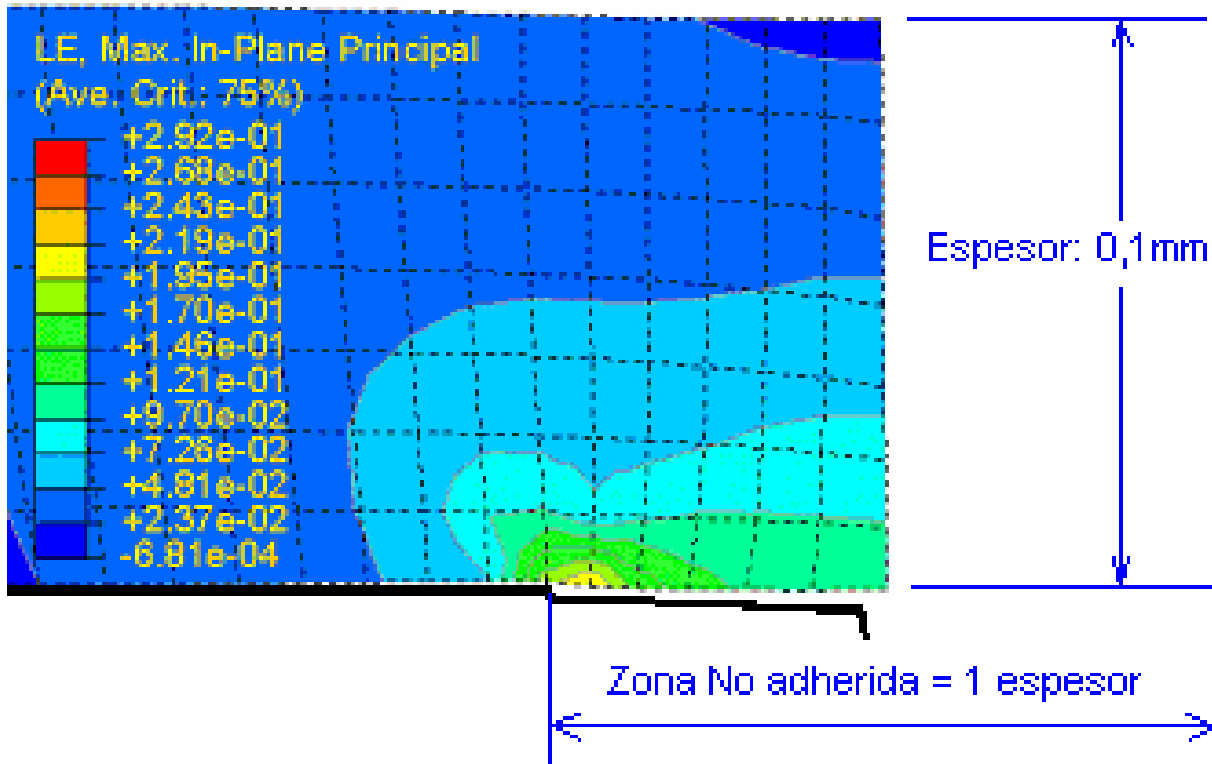 LE, Max. In-Plane Principal
(Ave. Crit.: 75%)
+2.92e-01
+2.68e-01
+2.43e-01
+2.19e-01
+1.95e-01
+1.70e-01
+1.46e-01
+1.21e-01
+9.70e-02
+7.26e-02
+4.81e-02
+2.37e-02
-6.81e-04
Espesor: 0,1mm
Zona No adherida = 1 espesor